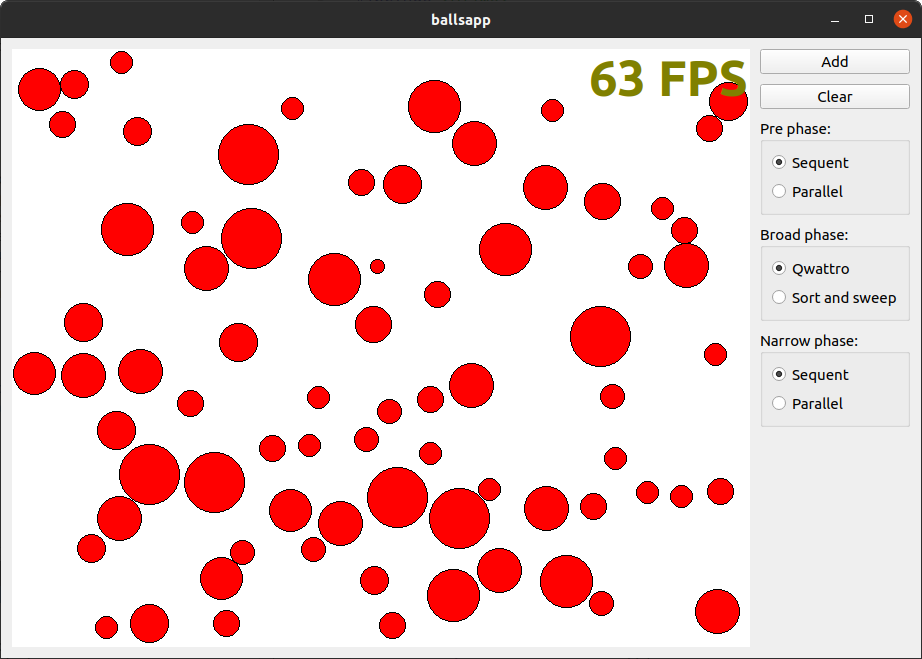 ballsapp
63 FPS
Add
Clear
Pre phase:
Sequent
Parallel
Broad phase:
Qwattro
Sort and sweep
Narrow phase:
Sequent
Parallel